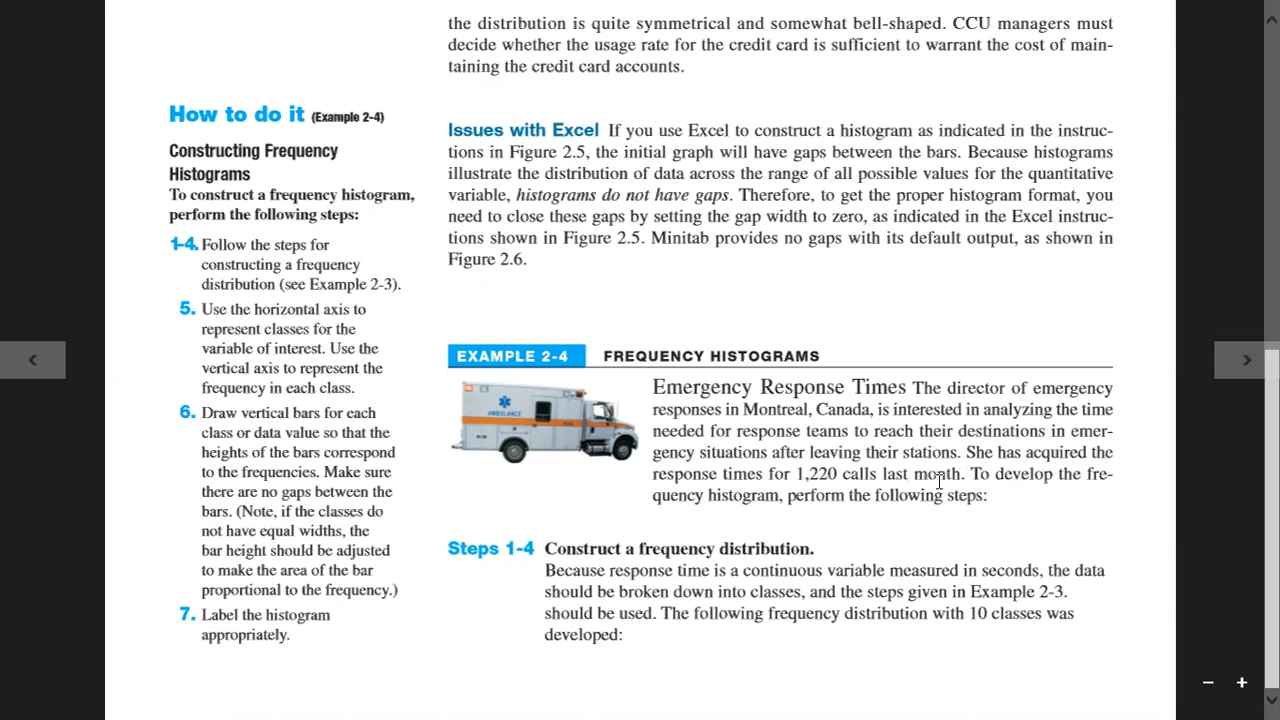 the distribution is quite symmetrical and somewhat bell-shaped. CCU managers must
decide whether the usage rate for the credit card is sufficient to warrant the cost of main-
taining the credit card accounts.
How to do it (Example 2-4)
Constructing Frequency
Histograms
To construct a frequency histogram,
perform the following steps:
1-4. Follow the steps for
constructing a frequency
distribution (see Example 2-3).
5. Use the horizontal axis to
represent classes for the
variable of interest. Use the
vertical axis to represent the
frequency in each class.
6. Draw vertical bars for each
class or data value so that the
heights of the bars correspond
to the frequencies. Make sure
there are no gaps between the
bars. (Note, if the classes do
not have equal widths, the
bar height should be adjusted
to make the area of the bar
proportional to the frequency.)
7. Label the histogram
appropriately.
Issues with Excel If you use Excel to construct a histogram as indicated in the instruc-
tions in Figure 2.5, the initial graph will have gaps between the bars. Because histograms
illustrate the distribution of data across the range of all possible values for the quantitative
variable, histograms do not have gaps. Therefore, to get the proper histogram format, you
need to close these gaps by setting the gap width to zero, as indicated in the Excel instruc-
tions shown in Figure 2.5. Minitab provides no gaps with its default output, as shown in
Figure 2.6.
EXAMPLE 2-4 FREQUENCY HISTOGRAMS
AMBULANCE
Emergency Response Times The director of emergency
responses in Montreal, Canada, is interested in analyzing the time
needed for response teams to reach their destinations in emer-
gency situations after leaving their stations. She has acquired the
response times for 1,220 calls last month. To develop the fre-
quency histogram, perform the following steps:
Steps 1-4 Construct a frequency distribution.
Because response time is a continuous variable measured in seconds, the data
should be broken down into classes, and the steps given in Example 2-3.
should be used. The following frequency distribution with 10 classes was
developed: